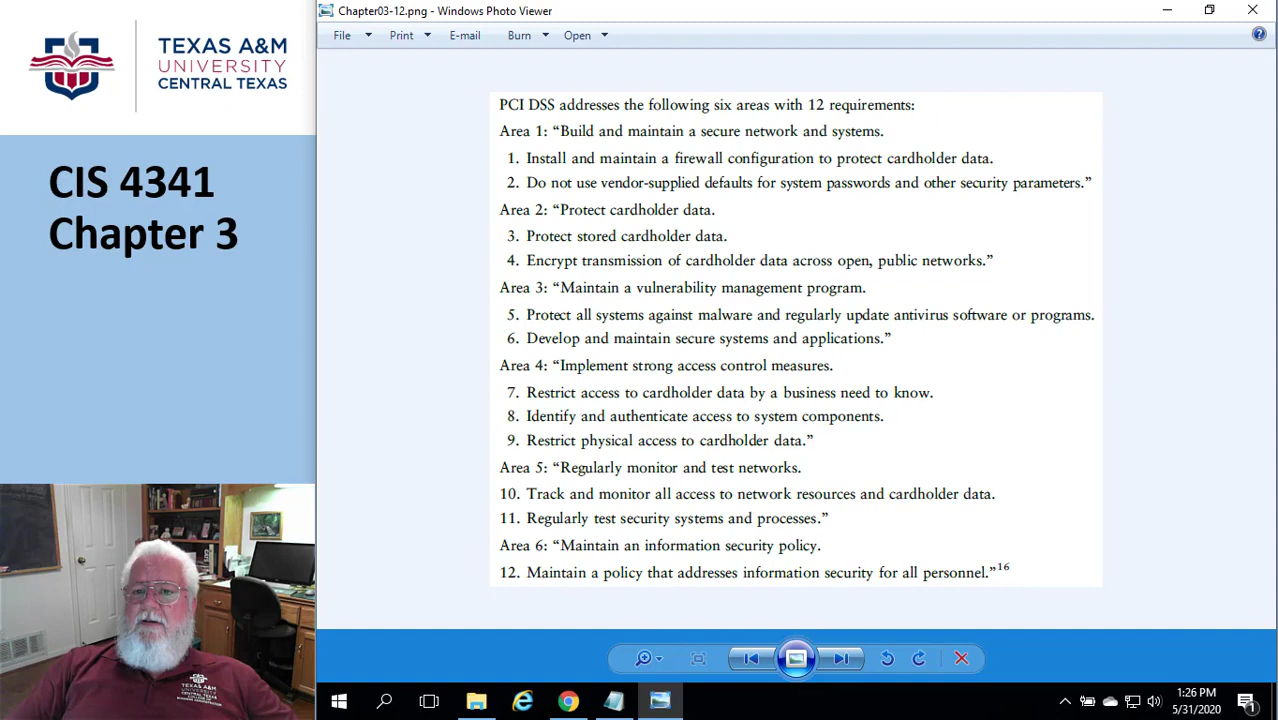 TEXAS A&M
UNIVERSITY
CENTRAL TEXAS
CIS 4341
Chapter 3
Chapter03-12.png - Windows Photo Viewer
File Print E-mail Burn Open
PCI DSS addresses the following six areas with 12 requirements:
Area 1: “Build and maintain a secure network and systems.
1. Install and maintain a firewall configuration to protect cardholder data.
2. Do not use vendor-supplied defaults for system passwords and other security parameters.”
Area 2: “Protect cardholder data.
3. Protect stored cardholder data.
4. Encrypt transmission of cardholder data across open, public networks.”
Area 3: “Maintain a vulnerability management program.
5. Protect all systems against malware and regularly update antivirus software or programs.
6. Develop and maintain secure systems and applications.”
Area 4: “Implement strong access control measures.
7. Restrict access to cardholder data by a business need to know.
8. Identify and authenticate access to system components.
9. Restrict physical access to cardholder data.”
Area 5: “Regularly monitor and test networks.
10. Track and monitor all access to network resources and cardholder data.
11. Regularly test security systems and processes.”
Area 6: “Maintain an information security policy.
12. Maintain a policy that addresses information security for all personnel.”16
TEXAS A&M
UNIVERSITY
CENTRAL TEXAS
1:26 PM
5/31/2020
1